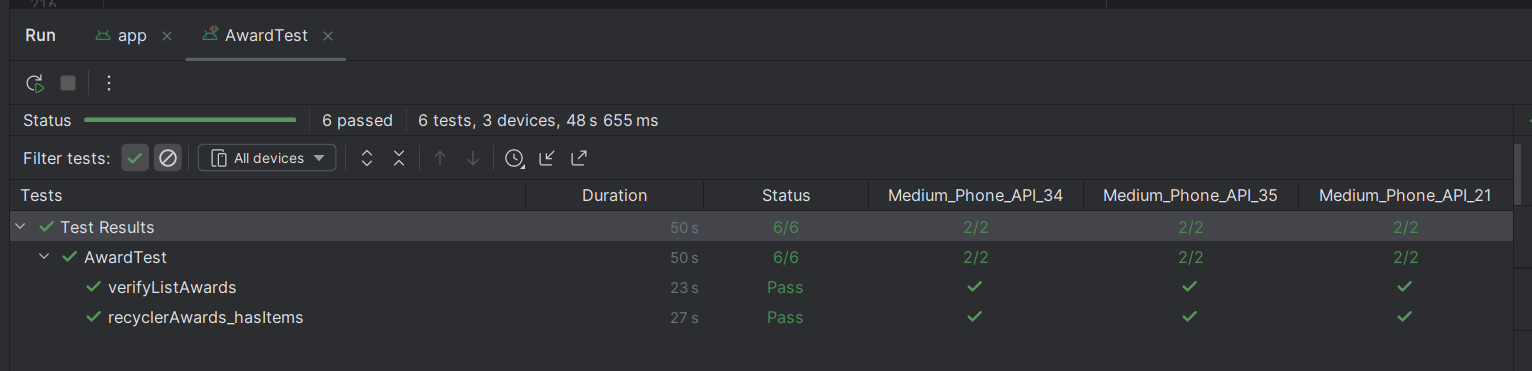 216
Run app AwardTest
Status 6 passed 6 tests, 3 devices, 48 s 655 ms
Filter tests: All devices
Tests Duration Status Medium_Phone_API_34 Medium_Phone_API_35 Medium_Phone_API_21
Test Results 50 s 6/6 2/2 2/2 2/2
AwardTest 50 s 6/6 2/2 2/2 2/2
verifyListAwards 23 s Pass
recyclerAwards_hasItems 27 s Pass